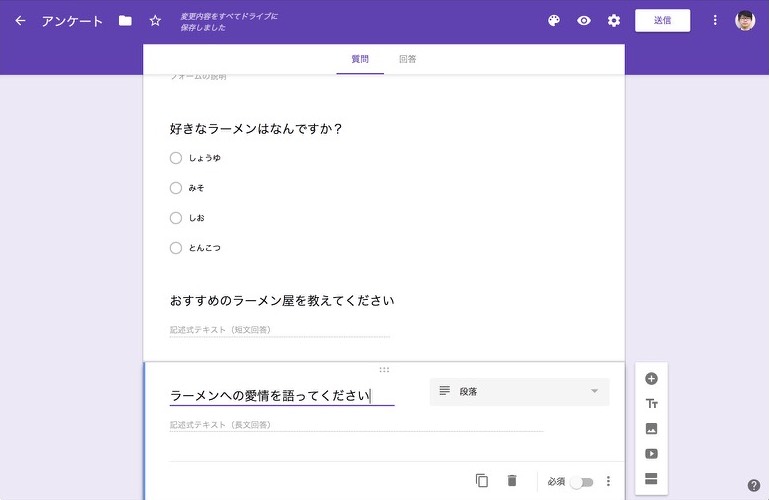 アンケート
変更内容をすべてドライブに
保存しました
送信
質問 回答
フォームの説明
好きなラーメンはなんですか？
しょうゆ
みそ
しお
とんこつ
おすすめのラーメン屋を教えてください
記述式テキスト（短文回答）
ラーメンへの愛情を語ってください
段落
記述式テキスト（長文回答）
必須